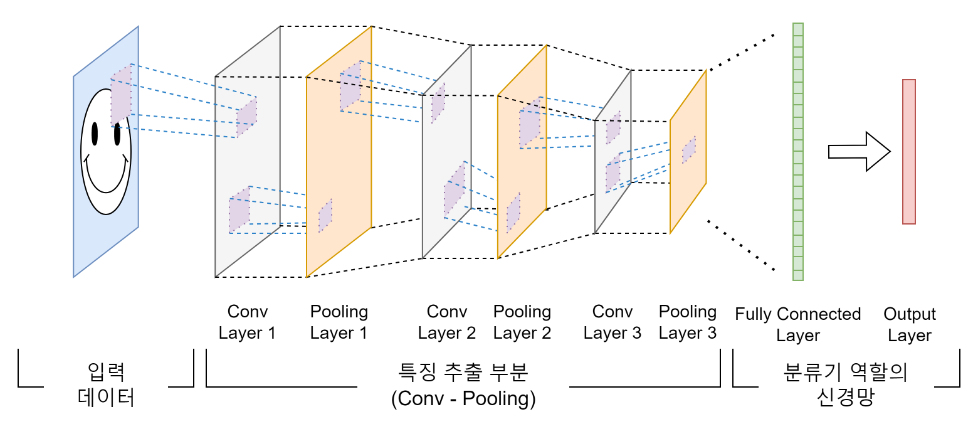 Conv
Layer 1
Pooling
Layer 1
Conv
Layer 2
Pooling
Layer 2
Conv
Layer 3
Pooling
Layer 3
Fully Connected
Layer
Output
Layer
입력
데이터
특징 추출 부분
(Conv - Pooling)
분류기 역할의
신경망